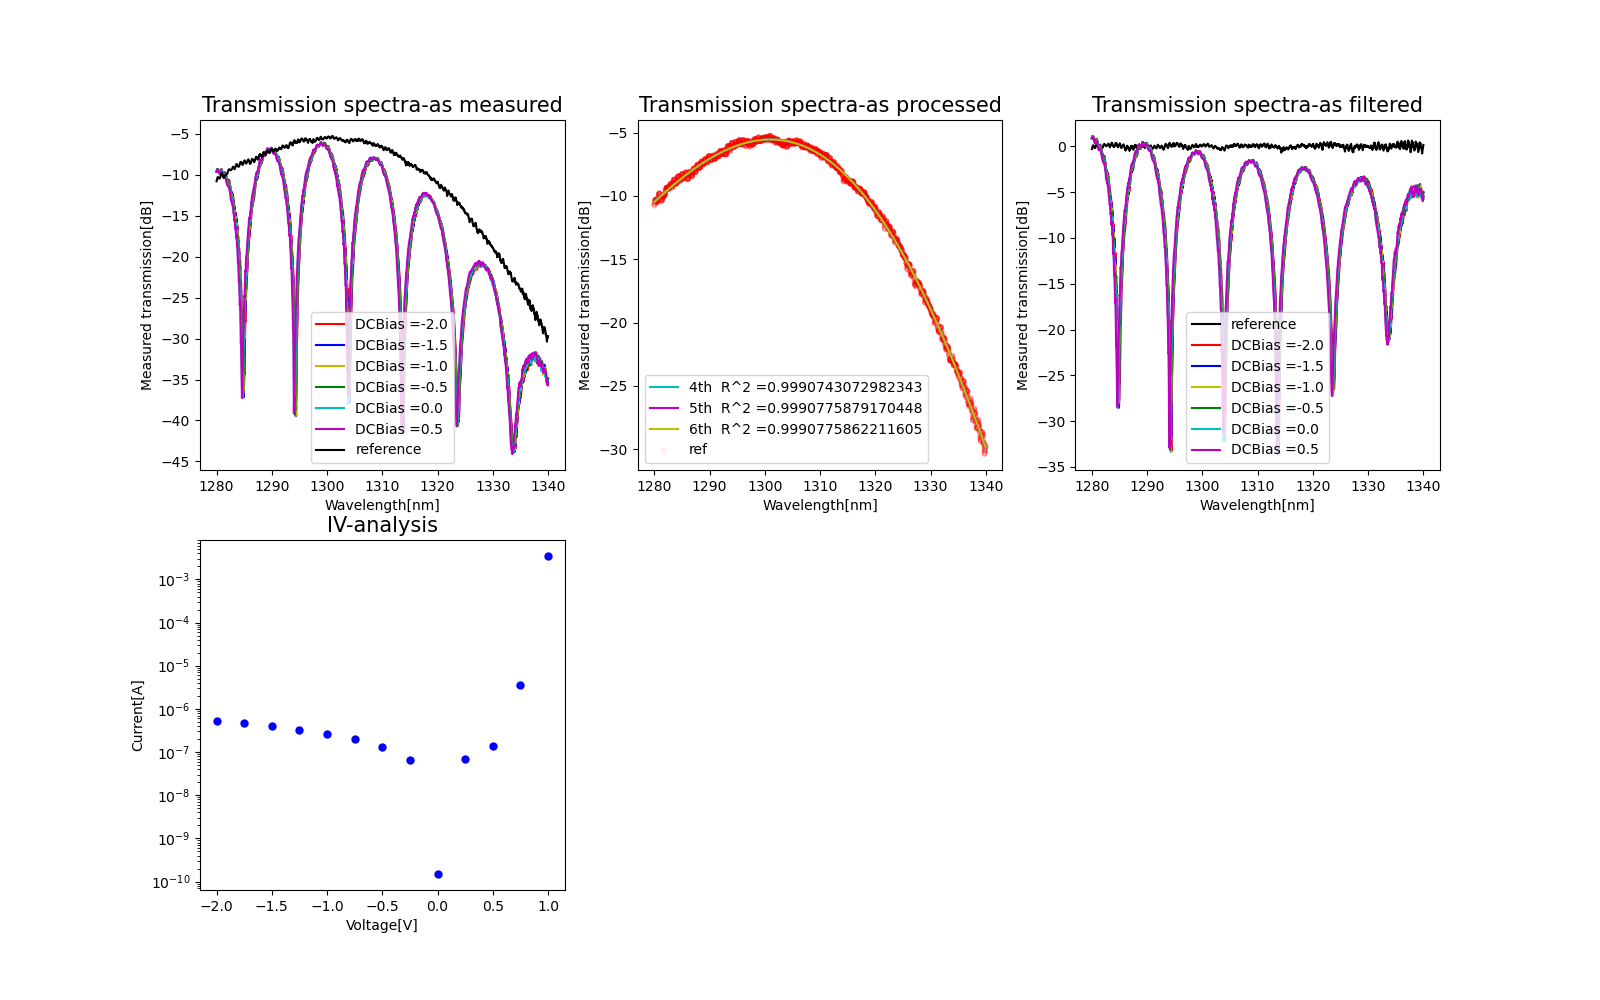 Transmission spectra-as measured
Measured transmission[dB]
−5
−10
−15
−20
−25
−30
−35
−40
−45
DCBias =-2.0
DCBias =-1.5
DCBias =-1.0
DCBias =-0.5
DCBias =0.0
DCBias =0.5
reference
1280 1290 1300 1310 1320 1330 1340
Wavelength[nm]
Transmission spectra-as processed
Measured transmission[dB]
−5
−10
−15
−20
−25
−30
4th R^2 =0.9990743072982343
5th R^2 =0.9990775879170448
6th R^2 =0.9990775862211605
ref
1280 1290 1300 1310 1320 1330 1340
Wavelength[nm]
Transmission spectra-as filtered
Measured transmission[dB]
0
−5
−10
−15
−20
−25
−30
−35
reference
DCBias =-2.0
DCBias =-1.5
DCBias =-1.0
DCBias =-0.5
DCBias =0.0
DCBias =0.5
1280 1290 1300 1310 1320 1330 1340
Wavelength[nm]
IV-analysis
Current[A]
10⁻³
10⁻⁴
10⁻⁵
10⁻⁶
10⁻⁷
10⁻⁸
10⁻⁹
10⁻¹⁰
−2.0 −1.5 −1.0 −0.5 0.0 0.5 1.0
Voltage[V]